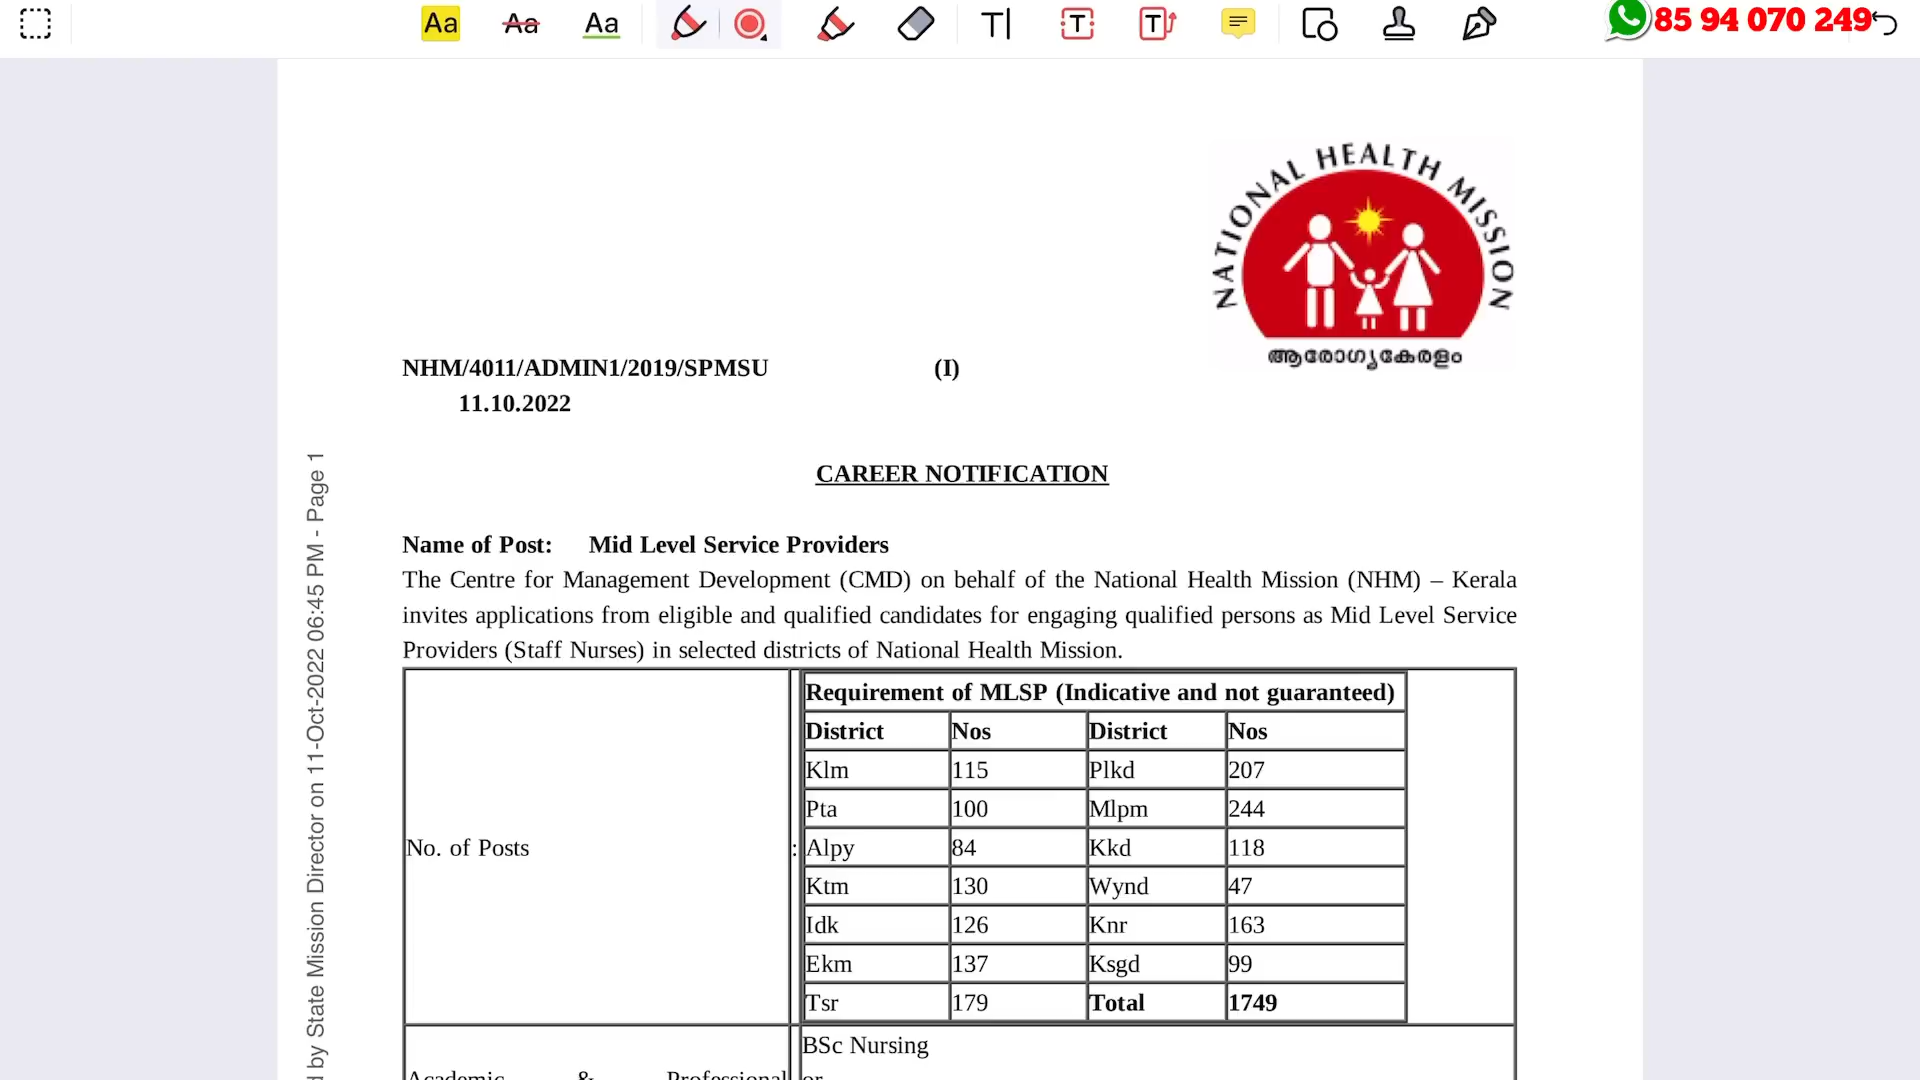 Aa Aa Aa T T T
85 94 070 249
NATIONAL HEALTH MISSION
ആരോഗ്യകേരളം
NHM/4011/ADMIN1/2019/SPMSU (I)
11.10.2022
CAREER NOTIFICATION
Name of Post: Mid Level Service Providers
The Centre for Management Development (CMD) on behalf of the National Health Mission (NHM) – Kerala
invites applications from eligible and qualified candidates for engaging qualified persons as Mid Level Service
Providers (Staff Nurses) in selected districts of National Health Mission.
Requirement of MLSP (Indicative and not guaranteed)
District Nos District Nos
Klm 115 Plkd 207
Pta 100 Mlpm 244
No. of Posts : Alpy 84 Kkd 118
Ktm 130 Wynd 47
Idk 126 Knr 163
Ekm 137 Ksgd 99
Tsr 179 Total 1749
BSc Nursing
Academic & Professional or
d by State Mission Director on 11-Oct-2022 06:45 PM - Page 1